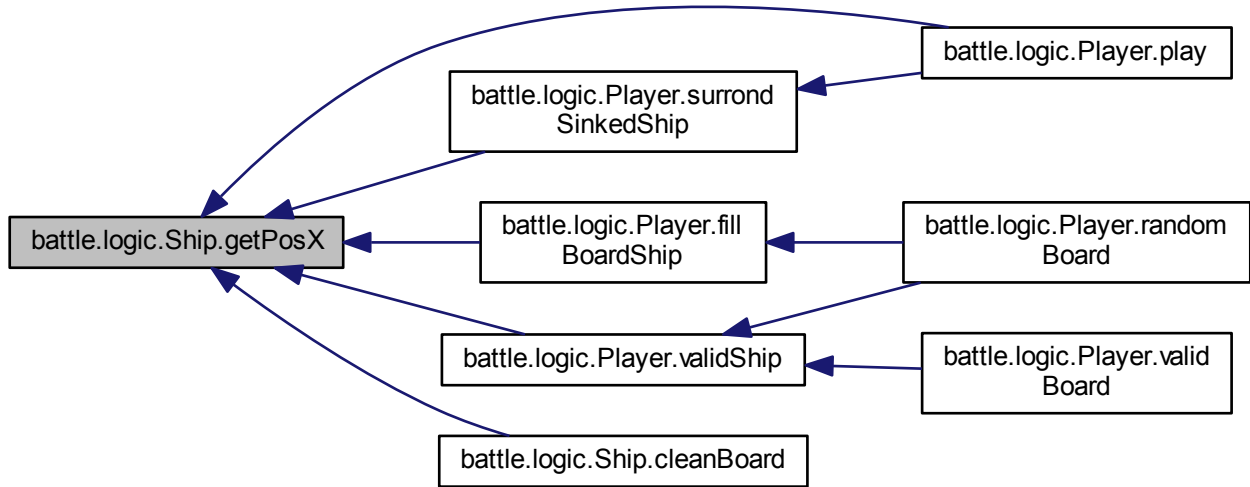 battle.logic.Player.play
battle.logic.Player.surrond
SinkedShip
battle.logic.Ship.getPosX
battle.logic.Player.fill
BoardShip
battle.logic.Player.random
Board
battle.logic.Player.validShip
battle.logic.Player.valid
Board
battle.logic.Ship.cleanBoard